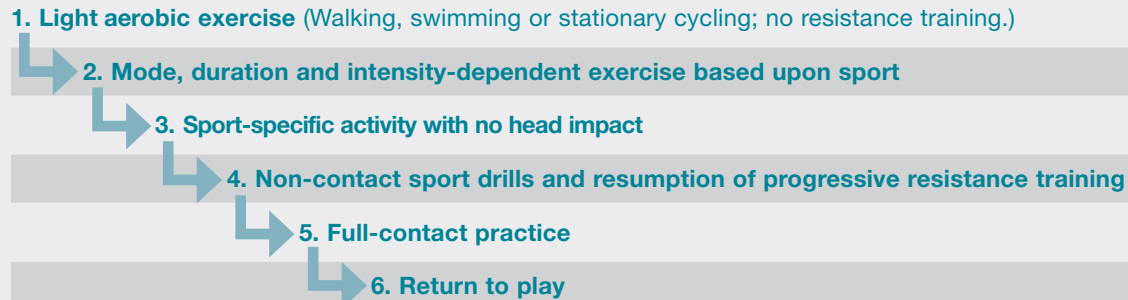 1. Light aerobic exercise (Walking, swimming or stationary cycling; no resistance training.)
2. Mode, duration and intensity-dependent exercise based upon sport
3. Sport-specific activity with no head impact
4. Non-contact sport drills and resumption of progressive resistance training
5. Full-contact practice
6. Return to play